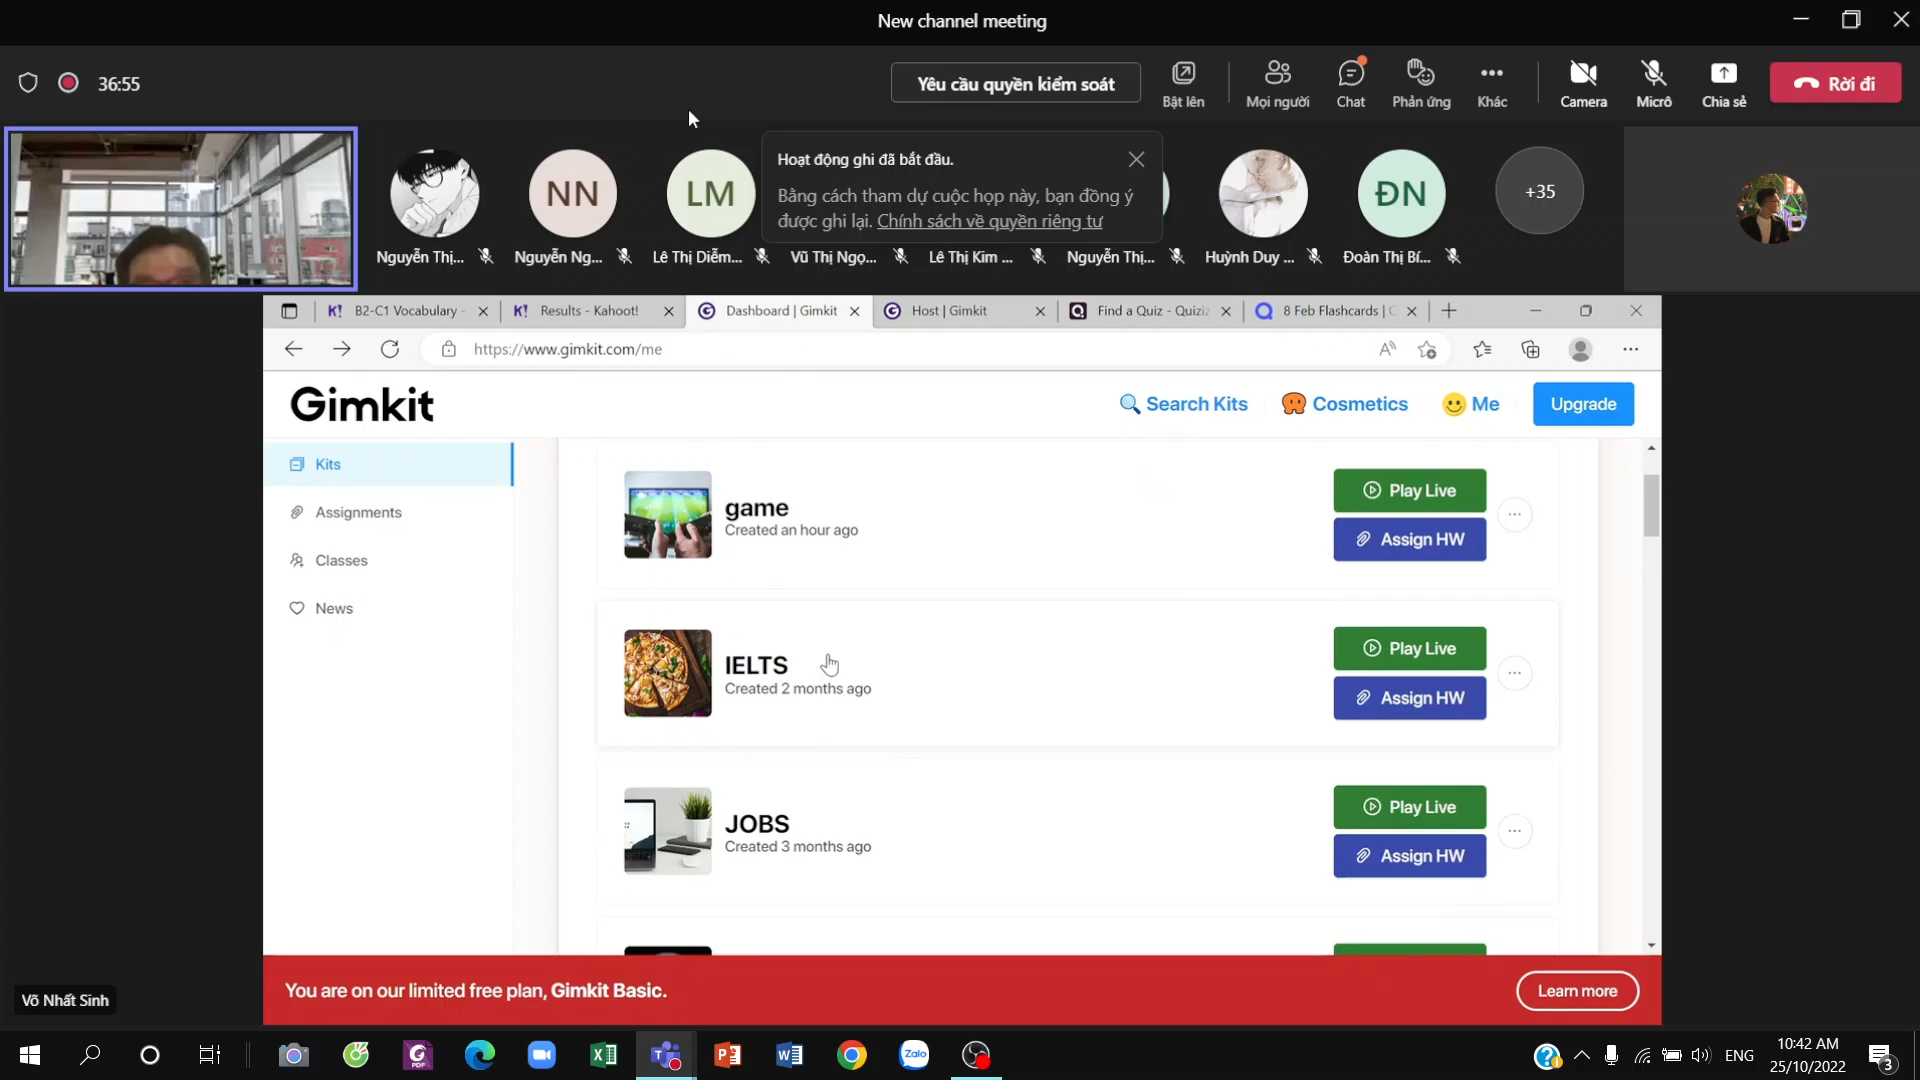 New channel meeting
36:55
Yêu cầu quyền kiểm soát
Bật lên
Mọi người
Chat
Phản ứng
Khác
Camera
Micrô
Chia sẻ
Rời đi
NN
LM
Hoạt động ghi đã bắt đầu.
Bằng cách tham dự cuộc họp này, bạn đồng ý
được ghi lại. Chính sách về quyền riêng tư
ĐN
+35
Nguyễn Thị...
Nguyễn Ng...
Lê Thị Diễm...
Vũ Thị Ngọ...
Lê Thị Kim ...
Nguyễn Thị...
Huỳnh Duy ...
Đoàn Thị Bí...
K! B2-C1 Vocabulary -
K! Results - Kahoot!
Dashboard | Gimkit
Host | Gimkit
Find a Quiz - Quiziz
8 Feb Flashcards |
https://www.gimkit.com/me
Gimkit
Search Kits
Cosmetics
Me
Upgrade
Kits
Assignments
Classes
News
game
Created an hour ago
Play Live
Assign HW
IELTS
Created 2 months ago
Play Live
Assign HW
JOBS
Created 3 months ago
Play Live
Assign HW
You are on our limited free plan, Gimkit Basic.
Learn more
Võ Nhất Sinh
PDF
Zalo
ENG
10:42 AM
25/10/2022
3